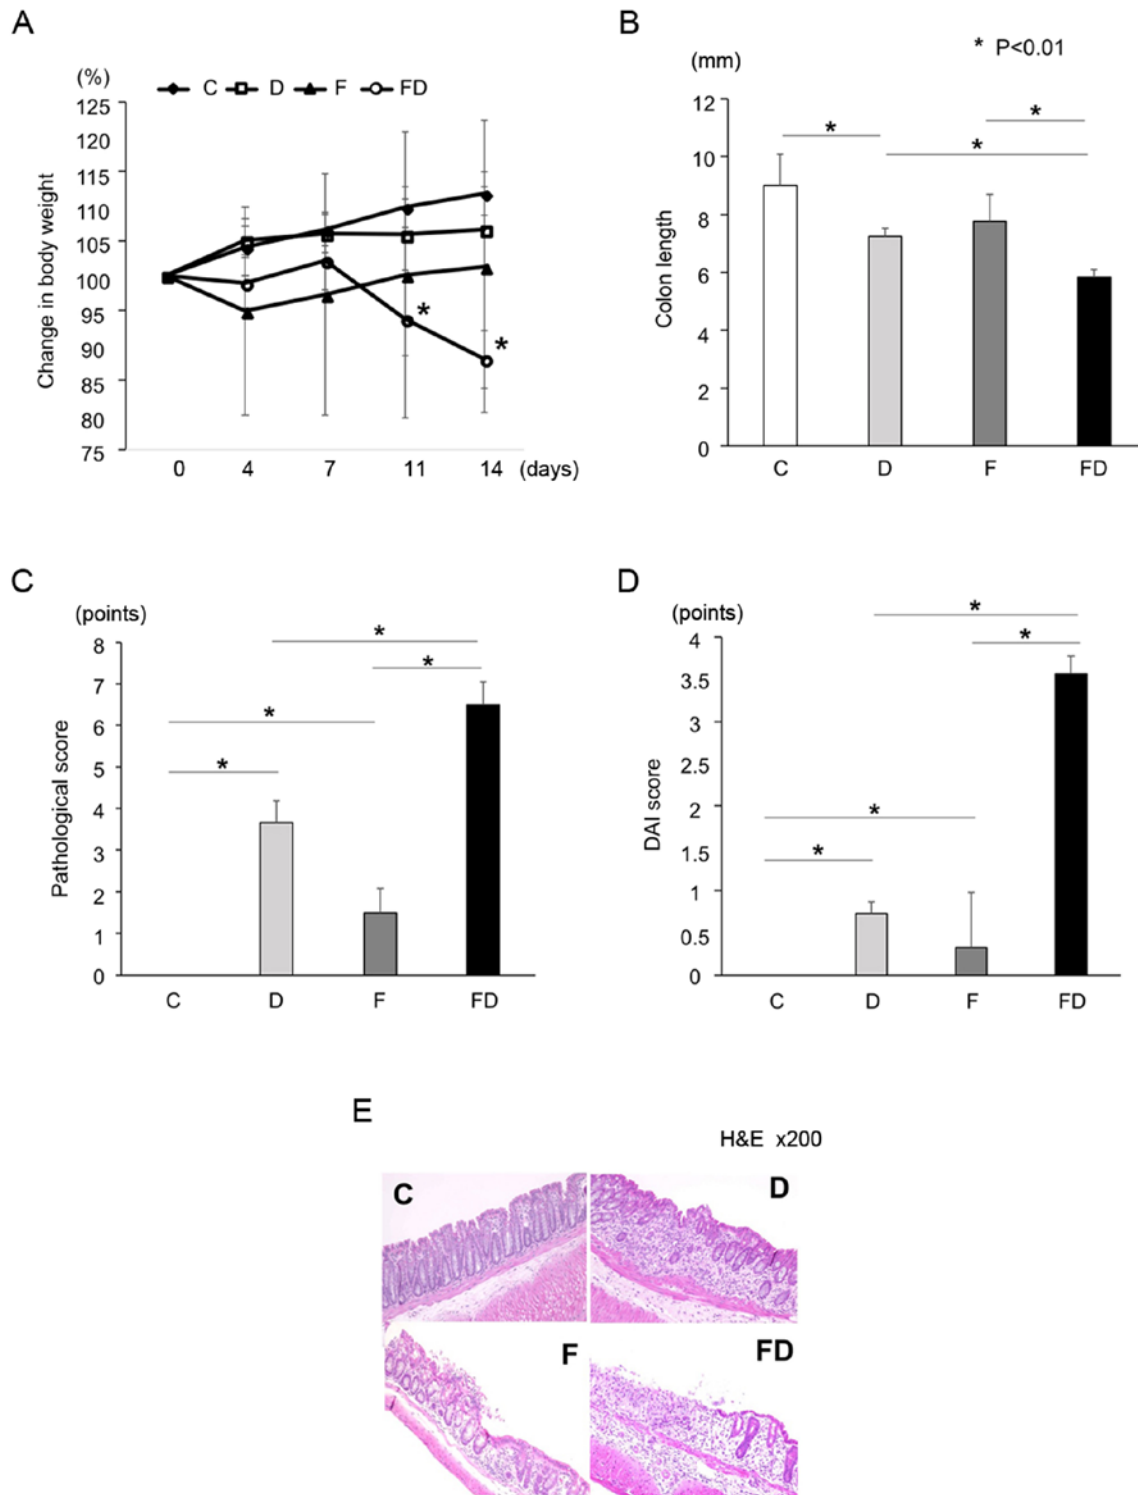 A
(%)
C D F FD
125
120
115
110
105
100
95
90
85
80
75
Change in body weight
*
*
0 4 7 11 14 (days)
B
* P<0.01
(mm)
12
10
8
6
4
2
0
Colon length
*
*
*
C D F FD
C
(points)
8
7
6
5
4
3
2
1
0
Pathological score
*
*
*
*
C D F FD
D
(points)
4
3.5
3
2.5
2
1.5
1
0.5
0
DAI score
*
*
*
*
C D F FD
E
H&E x200
C D
F FD